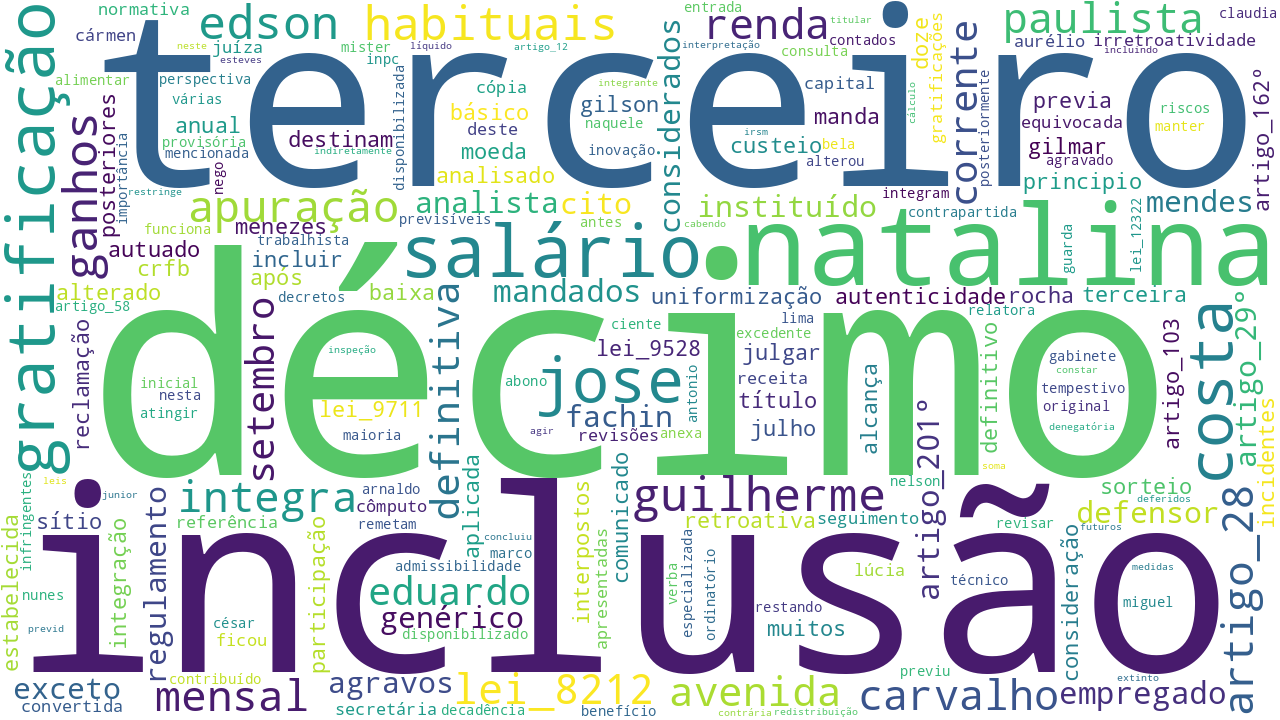 terceiro
décimo
inclusão
natalina
salário
gratificação
habituais
edson
renda
paulista
ganhos
corrente
considerados
apuração
analista
cito
instituído
mendes
costa
artigo_28
artigo_29º
artigo_201º
artigo_162º
artigo_103
artigo_58
artigo_12
normativa
cármen
juíza
mister
inpc
líquido
neste
esteves
alimentar
perspectiva
várias
anual
provisória
mencionada
destinam
indiretamente
importância
posteriores
restringe
nego
disponibilizada
básico
deste
moeda
analisado
cópia
gilson
naquele
integrante
inovação
irsm
cálculo
custeio
bela
alterou
manda
capital
consulta
interpretação
entrada
titular
contados
doze
gratificações
aurélio
irretroatividade
claudia
incluindo
previa
equivocada
gilmar
agravado
principio
posteriormente
riscos
manter
integram
contrapartida
guarda
lei_12322
funciona
menezes
previsíveis
antes
cabendo
autuado
trabalhista
incluir
crfb
após
alterado
decretos
baixa
mandados
uniformização
autenticidade
rocha
terceira
relatora
lima
excedente
ciente
setembro
definitiva
reclamação
inspeção
inicial
nesta
atingir
lei_9711
maioria
abono
jose
fachin
agir
revisões
anexa
antonio
lei_9528
julgar
receita
título
julho
alcança
definitivo
gabinete
constar
tempestivo
original
denegatória
incidentes
leis
junior
infringentes
integra
arnaldo
cômputo
remetam
aplicada
concluiu
marco
admissibilidade
guilherme
nelson
soma
sorteio
deferidos
defensor
futuros
revisar
seguimento
retroativa
comunicado
interpostos
apresentadas
sítio
referência
regulamento
integração
participação
estabelecida
nunes
previd
césar
ficou
eduardo
genérico
disponibilizado
verba
especializada
ordinatório
restando
muitos
lúcia
técnico
consideração
medidas
miguel
previu
extinto
contribuído
exceto
convertida
mensal
agravos
secretária
decadência
lei_8212
benefício
avenida
contrária
redistribuição
carvalho
empregado